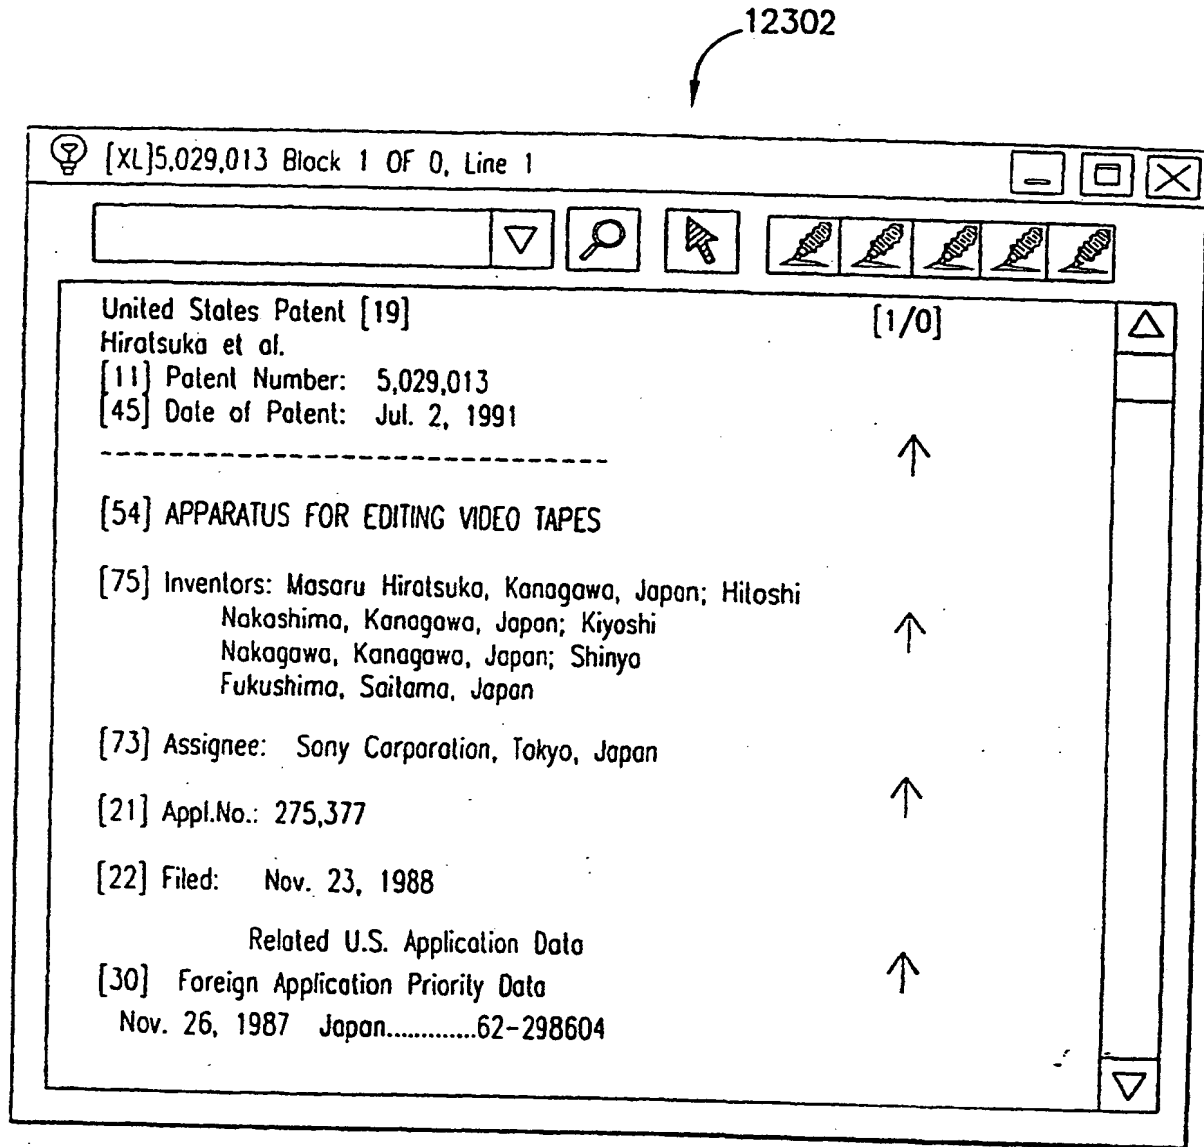 12302
[XL]5,029,013 Block 1 OF 0, Line 1
United States Patent [19] [1/0]
Hiratsuka et al.
[11] Patent Number: 5,029,013
[45] Date of Patent: Jul. 2, 1991
------------------------------
[54] APPARATUS FOR EDITING VIDEO TAPES
[75] Inventors: Masaru Hiratsuka, Kanagawa, Japan; Hitoshi
Nakashima, Kanagawa, Japan; Kiyoshi
Nakagawa, Kanagawa, Japan; Shinya
Fukushima, Saitama, Japan
[73] Assignee: Sony Corporation, Tokyo, Japan
[21] Appl.No.: 275,377
[22] Filed: Nov. 23, 1988
Related U.S. Application Data
[30] Foreign Application Priority Data
Nov. 26, 1987 Japan.............62-298604